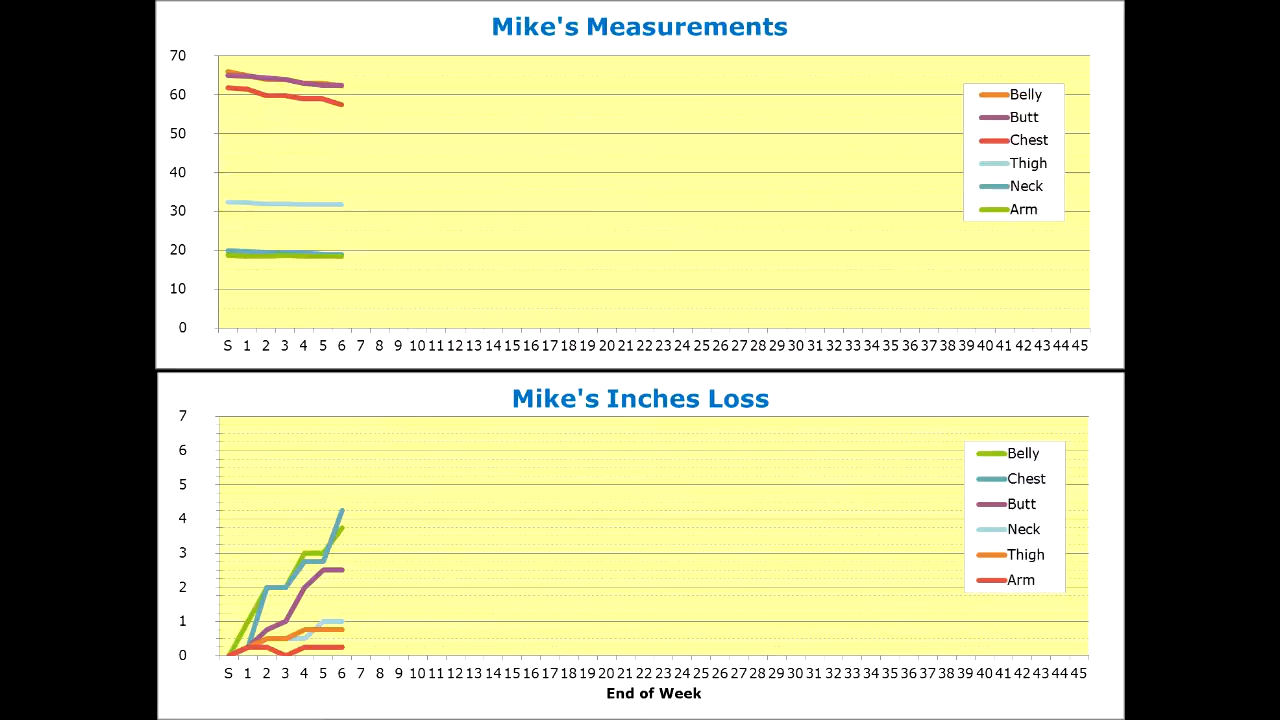 Mike's Measurements
70
60
50
40
30
20
10
0
Belly
Butt
Chest
Thigh
Neck
Arm
S 1 2 3 4 5 6 7 8 9 10 11 12 13 14 15 16 17 18 19 20 21 22 23 24 25 26 27 28 29 30 31 32 33 34 35 36 37 38 39 40 41 42 43 44 45
Mike's Inches Loss
7
6
5
4
3
2
1
0
Belly
Chest
Butt
Neck
Thigh
Arm
S 1 2 3 4 5 6 7 8 9 10 11 12 13 14 15 16 17 18 19 20 21 22 23 24 25 26 27 28 29 30 31 32 33 34 35 36 37 38 39 40 41 42 43 44 45
End of Week